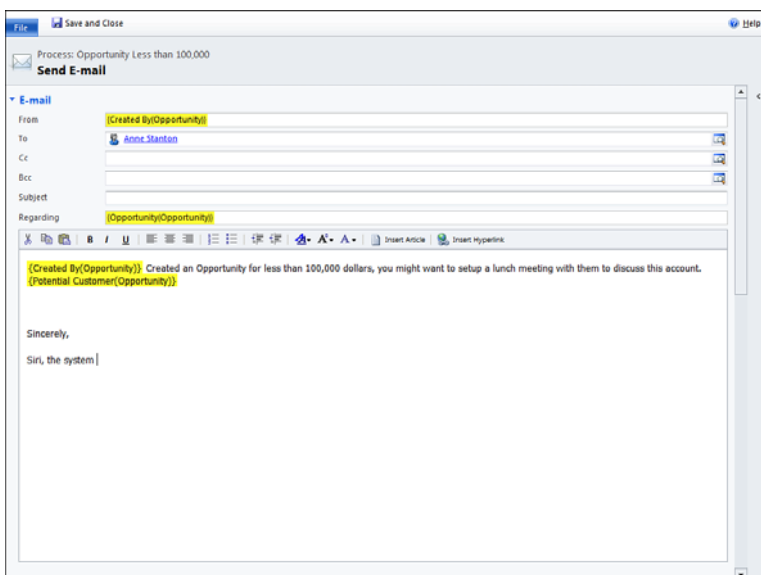 File Save and Close Help
Process: Opportunity Less than 100,000
Send E-mail
E-mail
From {Created By(Opportunity)}
To Anne Stanton
Cc
Bcc
Subject
Regarding {Opportunity(Opportunity)}
B I U A A A Insert Article Insert Hyperlink
{Created By(Opportunity)} Created an Opportunity for less than 100,000 dollars, you might want to setup a lunch meeting with them to discuss this account.
{Potential Customer(Opportunity)}
Sincerely,
Siri, the system